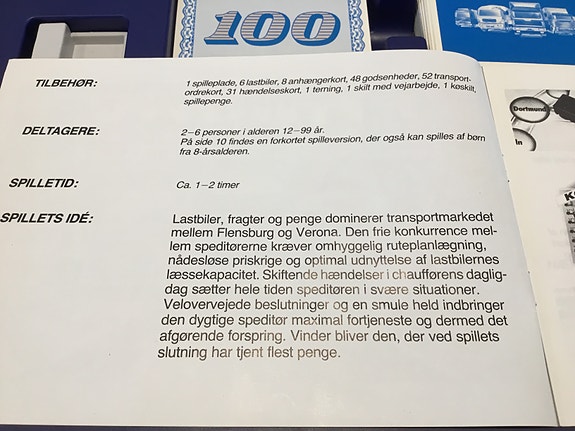 100
TILBEHØR:
1 spilleplade, 6 lastbiler, 8 anhængerkort, 48 godsenheder, 52 transport-
ordrekort, 31 hændelseskort, 1 terning, 1 skilt med vejarbejde, 1 køskilt,
spillepenge.
DELTAGERE:
2–6 personer i alderen 12–99 år.
På side 10 findes en forkortet spilleversion, der også kan spilles af børn
fra 8-årsalderen.
SPILLETID:
Ca. 1–2 timer
SPILLETS IDÉ:
Lastbiler, fragter og penge dominerer transportmarkedet
mellem Flensburg og Verona. Den frie konkurrence mel-
lem speditørerne kræver omhyggelig ruteplanlægning,
nådesløse priskrige og optimal udnyttelse af lastbilernes
læssekapacitet. Skiftende hændelser i chaufførens daglig-
dag sætter hele tiden speditøren i svære situationer.
Velovervejede beslutninger og en smule held indbringer
den dygtige speditør maximal fortjeneste og dermed det
afgørende forspring. Vinder bliver den, der ved spillets
slutning har tjent flest penge.
Dortmund
In